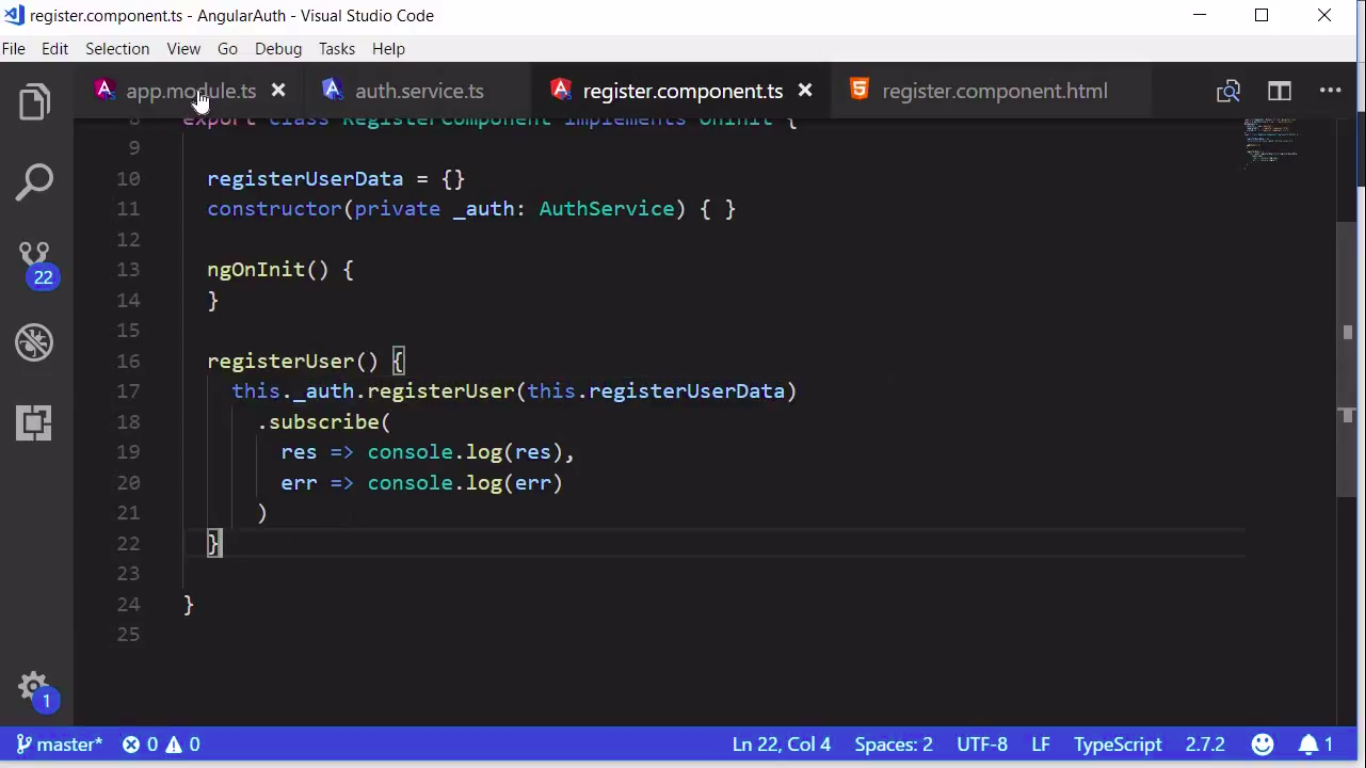 register.component.ts - AngularAuth - Visual Studio Code
File Edit Selection View Go Debug Tasks Help
app.module.ts auth.service.ts register.component.ts register.component.html
8 export class RegisterComponent implements OnInit {
9
10 registerUserData = {}
11 constructor(private _auth: AuthService) { }
12
13 ngOnInit() {
14 }
15
16 registerUser() {
17 this._auth.registerUser(this.registerUserData)
18 .subscribe(
19 res => console.log(res),
20 err => console.log(err)
21 )
22 }
23
24 }
25
22
1
master* 0 0 Ln 22, Col 4 Spaces: 2 UTF-8 LF TypeScript 2.7.2 1